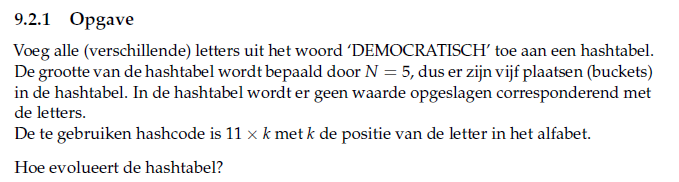 9.2.1 Opgave
Voeg alle (verschillende) letters uit het woord ‘DEMOCRATISCH’ toe aan een hashtabel.
De grootte van de hashtabel wordt bepaald door N = 5, dus er zijn vijf plaatsen (buckets)
in de hashtabel. In de hashtabel wordt er geen waarde opgeslagen corresponderend met
de letters.
De te gebruiken hashcode is 11 × k met k de positie van de letter in het alfabet.
Hoe evolueert de hashtabel?